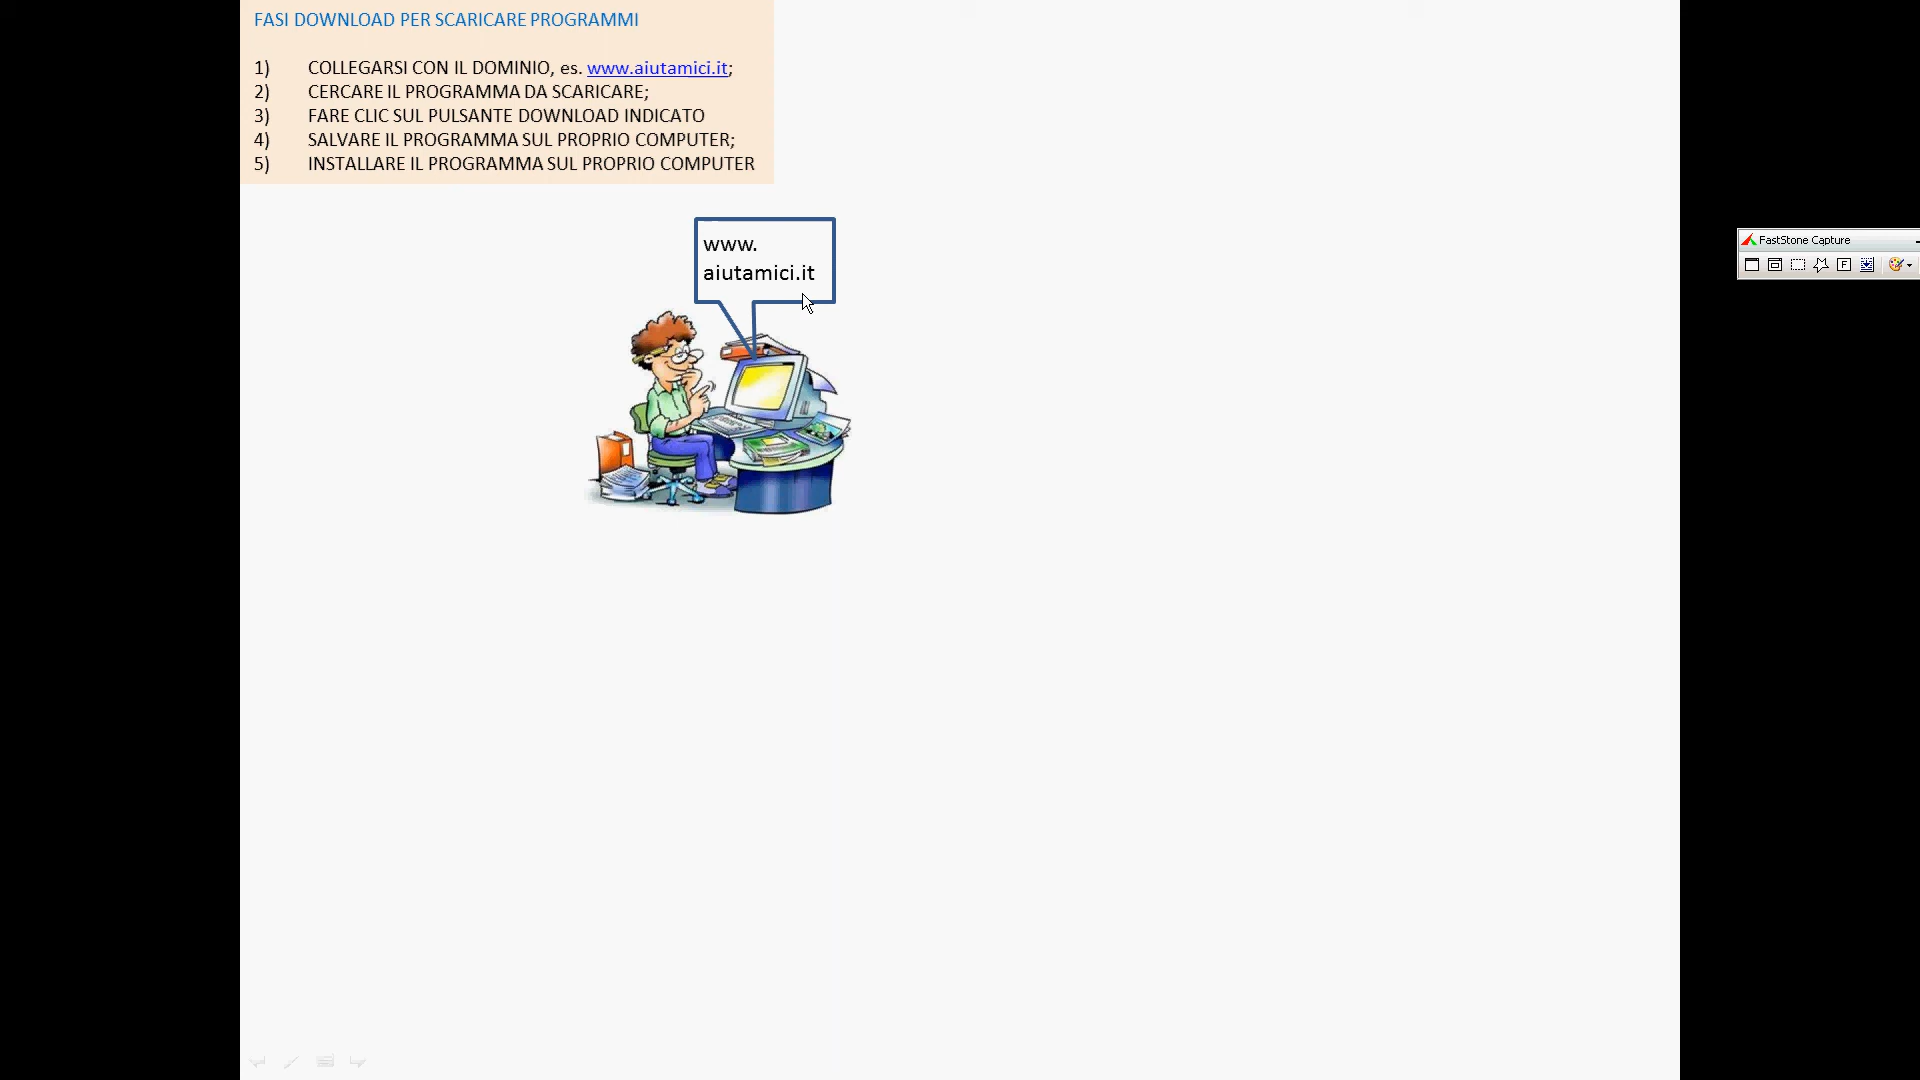 FASI DOWNLOAD PER SCARICARE PROGRAMMI
1) COLLEGARSI CON IL DOMINIO, es. www.aiutamici.it;
2) CERCARE IL PROGRAMMA DA SCARICARE;
3) FARE CLIC SUL PULSANTE DOWNLOAD INDICATO
4) SALVARE IL PROGRAMMA SUL PROPRIO COMPUTER;
5) INSTALLARE IL PROGRAMMA SUL PROPRIO COMPUTER
www.
aiutamici.it
FastStone Capture